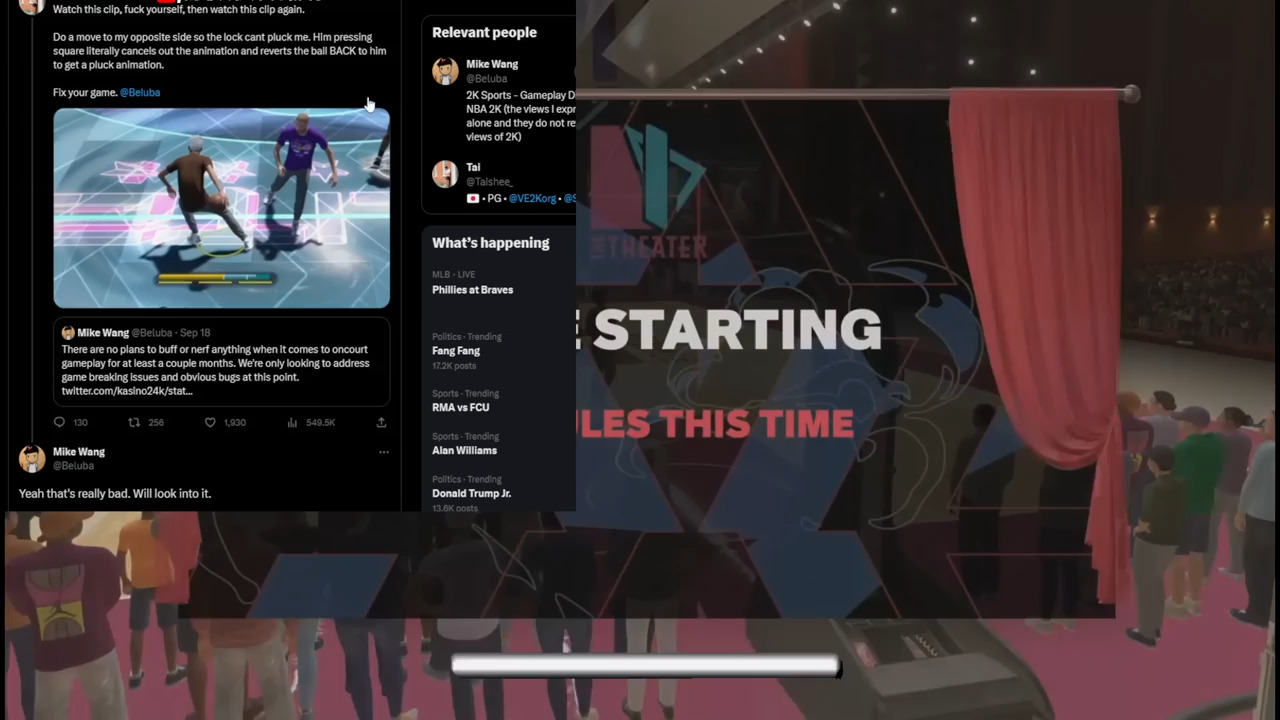 Watch this clip, fuck yourself, then watch this clip again.
Do a move to my opposite side so the lock cant pluck me. Him pressing
square literally cancels out the animation and reverts the ball BACK to him
to get a pluck animation.
Fix your game. @Beluba
Mike Wang @Beluba · Sep 18
There are no plans to buff or nerf anything when it comes to oncourt
gameplay for at least a couple months. We're only looking to address
game breaking issues and obvious bugs at this point.
twitter.com/kasino24k/stat...
130 256 1,930 549.5K
Mike Wang
@Beluba
Yeah that's really bad. Will look into it.
Relevant people
Mike Wang
@Beluba
2K Sports - Gameplay D
NBA 2K (the views I expr
alone and they do not re
views of 2K)
Tai
@Taishee_
• PG • @VE2Korg • @S
What's happening
MLB · LIVE
Phillies at Braves
Politics · Trending
Fang Fang
17.2K posts
Sports · Trending
RMA vs FCU
Sports · Trending
Alan Williams
Politics · Trending
Donald Trump Jr.
13.6K posts
THEATER
STARTING
LES THIS TIME